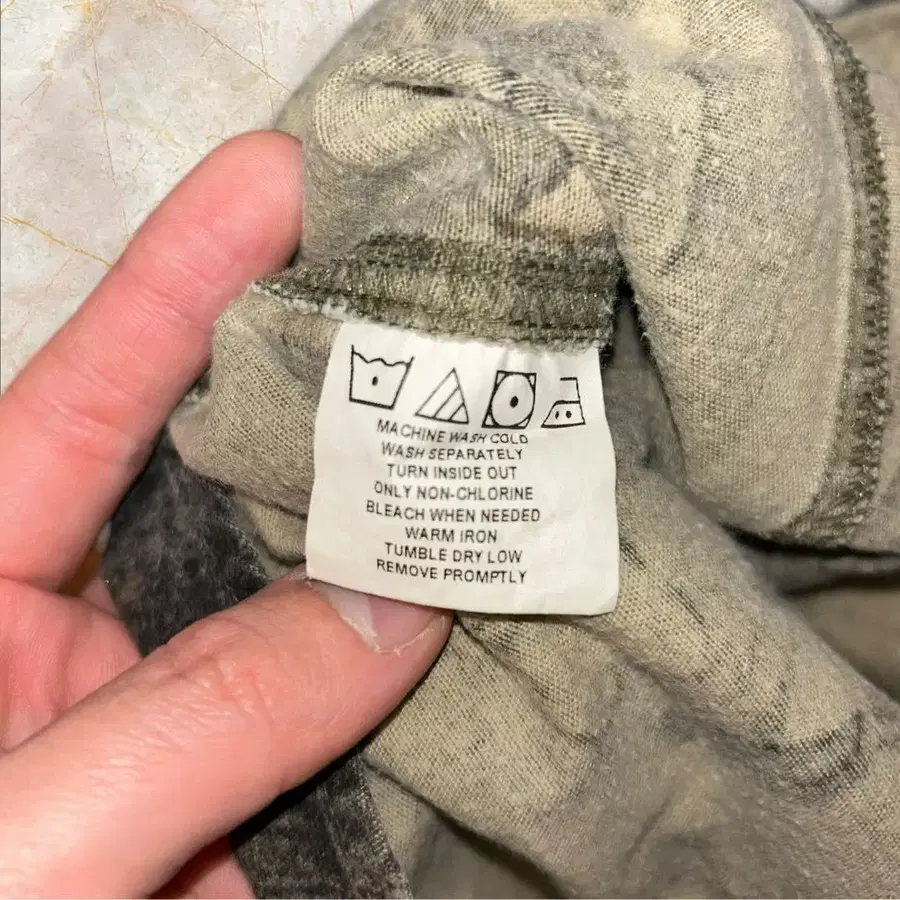 MACHINE WASH COLD
WASH SEPARATELY
TURN INSIDE OUT
ONLY NON-CHLORINE
BLEACH WHEN NEEDED
WARM IRON
TUMBLE DRY LOW
REMOVE PROMPTLY